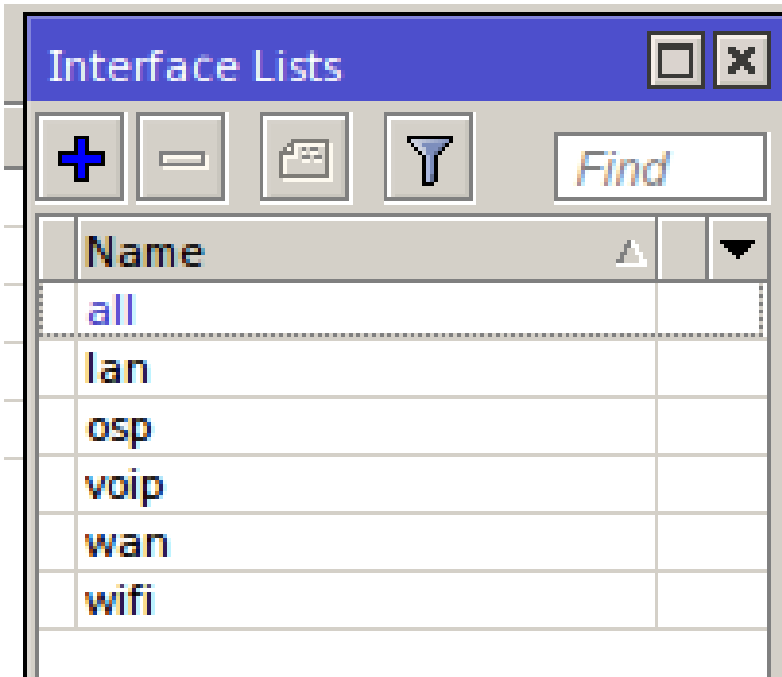 Interface Lists
Find
Name
all
lan
osp
voip
wan
wifi